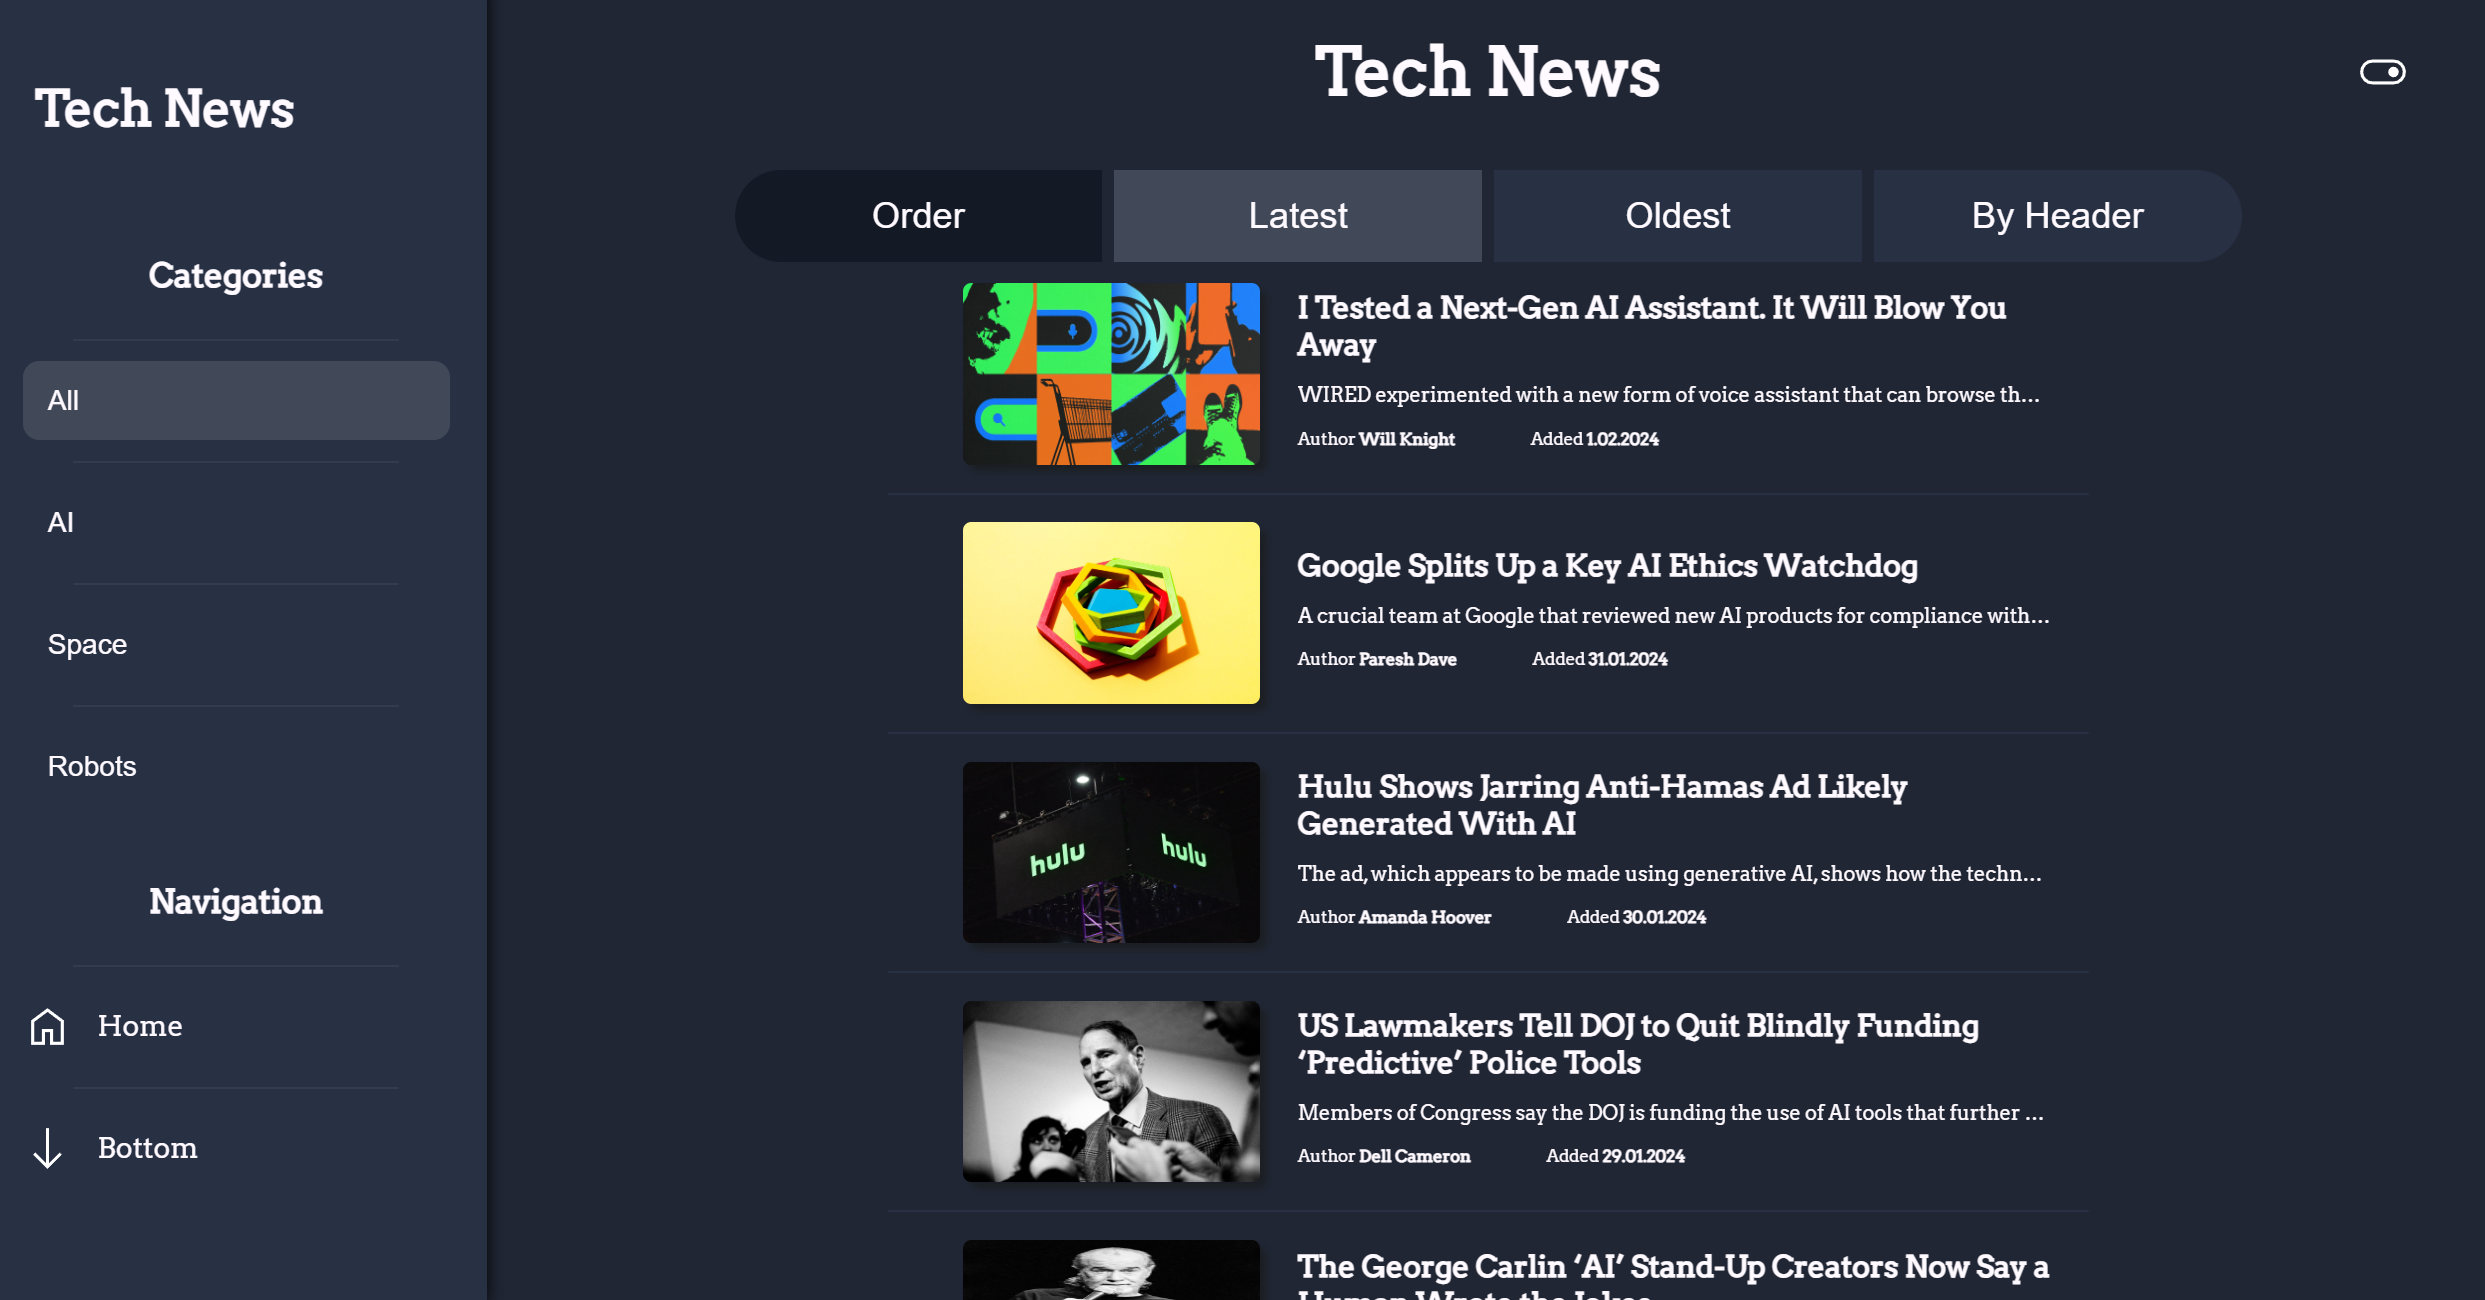 Tech News
Categories
All
AI
Space
Robots
Navigation
Home
Bottom
Tech News
Order
Latest
Oldest
By Header
I Tested a Next-Gen AI Assistant. It Will Blow You
Away
WIRED experimented with a new form of voice assistant that can browse th...
Author Will Knight Added 1.02.2024
Google Splits Up a Key AI Ethics Watchdog
A crucial team at Google that reviewed new AI products for compliance with...
Author Paresh Dave Added 31.01.2024
hulu hulu
Hulu Shows Jarring Anti-Hamas Ad Likely
Generated With AI
The ad, which appears to be made using generative AI, shows how the techn...
Author Amanda Hoover Added 30.01.2024
US Lawmakers Tell DOJ to Quit Blindly Funding
‘Predictive’ Police Tools
Members of Congress say the DOJ is funding the use of AI tools that further ...
Author Dell Cameron Added 29.01.2024
The George Carlin ‘AI’ Stand-Up Creators Now Say a
Human Wrote the Jokes